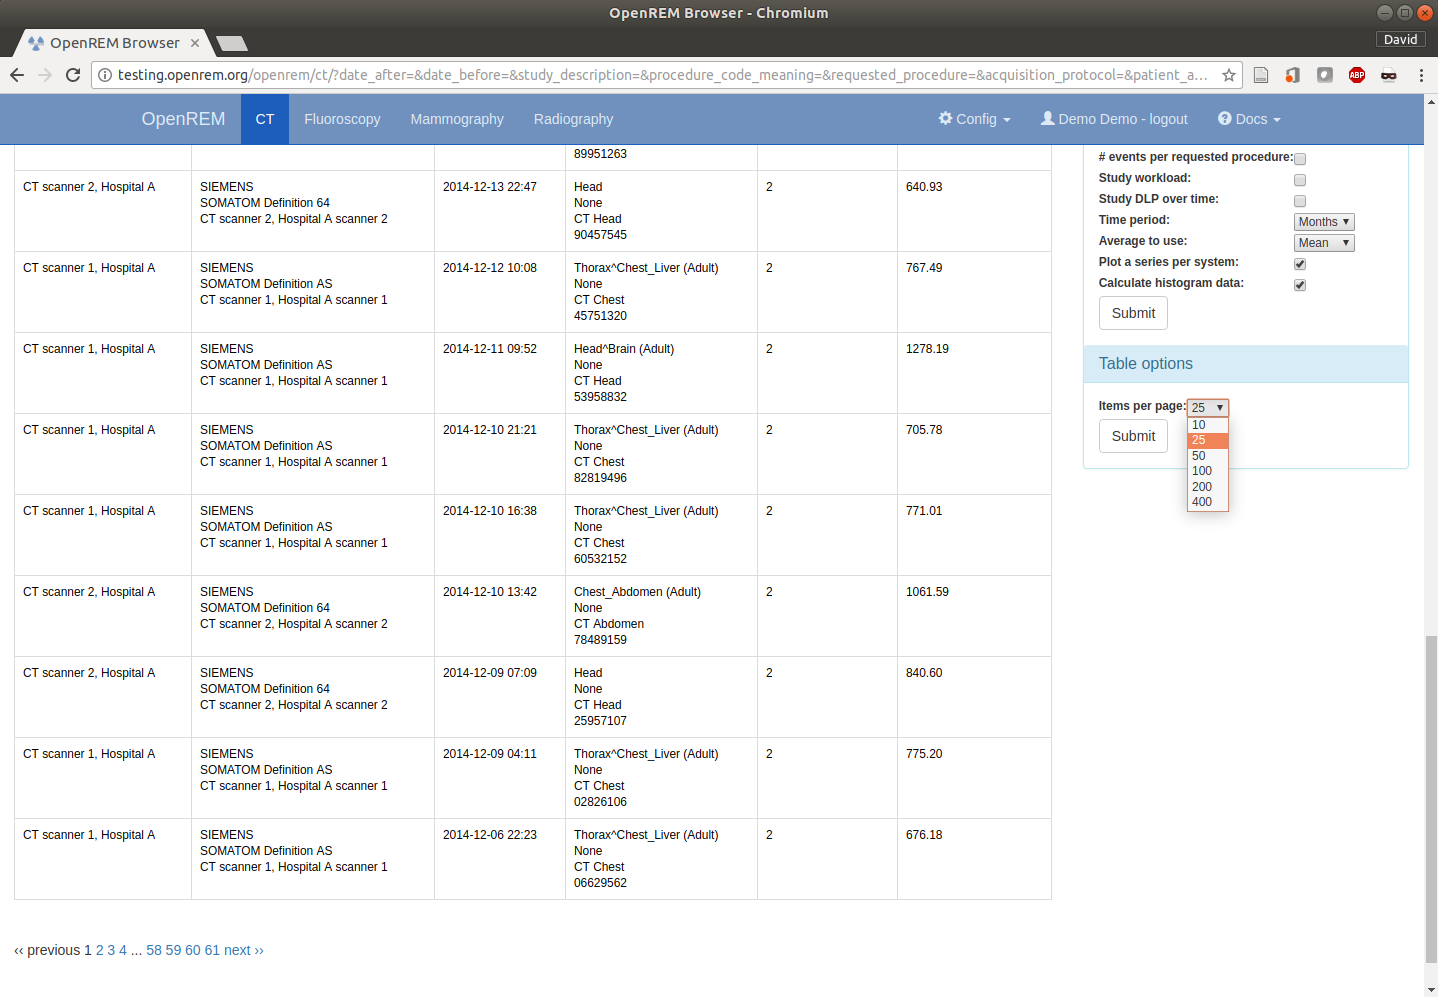 OpenREM Browser - Chromium
OpenREM Browser
David
testing.openrem.org/openrem/ct/?date_after=&date_before=&study_description=&procedure_code_meaning=&requested_procedure=&acquisition_protocol=&patient_a...
ABP
OpenREM CT Fluoroscopy Mammography Radiography Config Demo Demo - logout Docs
89951263
CT scanner 2, Hospital A
SIEMENS
SOMATOM Definition 64
CT scanner 2, Hospital A scanner 2
2014-12-13 22:47
Head
None
CT Head
90457545
2
640.93
CT scanner 1, Hospital A
SIEMENS
SOMATOM Definition AS
CT scanner 1, Hospital A scanner 1
2014-12-12 10:08
Thorax^Chest_Liver (Adult)
None
CT Chest
45751320
2
767.49
CT scanner 1, Hospital A
SIEMENS
SOMATOM Definition AS
CT scanner 1, Hospital A scanner 1
2014-12-11 09:52
Head^Brain (Adult)
None
CT Head
53958832
2
1278.19
CT scanner 1, Hospital A
SIEMENS
SOMATOM Definition AS
CT scanner 1, Hospital A scanner 1
2014-12-10 21:21
Thorax^Chest_Liver (Adult)
None
CT Chest
82819496
2
705.78
CT scanner 1, Hospital A
SIEMENS
SOMATOM Definition AS
CT scanner 1, Hospital A scanner 1
2014-12-10 16:38
Thorax^Chest_Liver (Adult)
None
CT Chest
60532152
2
771.01
CT scanner 2, Hospital A
SIEMENS
SOMATOM Definition 64
CT scanner 2, Hospital A scanner 2
2014-12-10 13:42
Chest_Abdomen (Adult)
None
CT Abdomen
78489159
2
1061.59
CT scanner 2, Hospital A
SIEMENS
SOMATOM Definition 64
CT scanner 2, Hospital A scanner 2
2014-12-09 07:09
Head
None
CT Head
25957107
2
840.60
CT scanner 1, Hospital A
SIEMENS
SOMATOM Definition AS
CT scanner 1, Hospital A scanner 1
2014-12-09 04:11
Thorax^Chest_Liver (Adult)
None
CT Chest
02826106
2
775.20
CT scanner 1, Hospital A
SIEMENS
SOMATOM Definition AS
CT scanner 1, Hospital A scanner 1
2014-12-06 22:23
Thorax^Chest_Liver (Adult)
None
CT Chest
06629562
2
676.18
‹‹ previous 1 2 3 4 ... 58 59 60 61 next ››
# events per requested procedure:
Study workload:
Study DLP over time:
Time period: Months
Average to use: Mean
Plot a series per system:
Calculate histogram data:
Submit
Table options
Items per page: 25
10
25
50
100
200
400
Submit